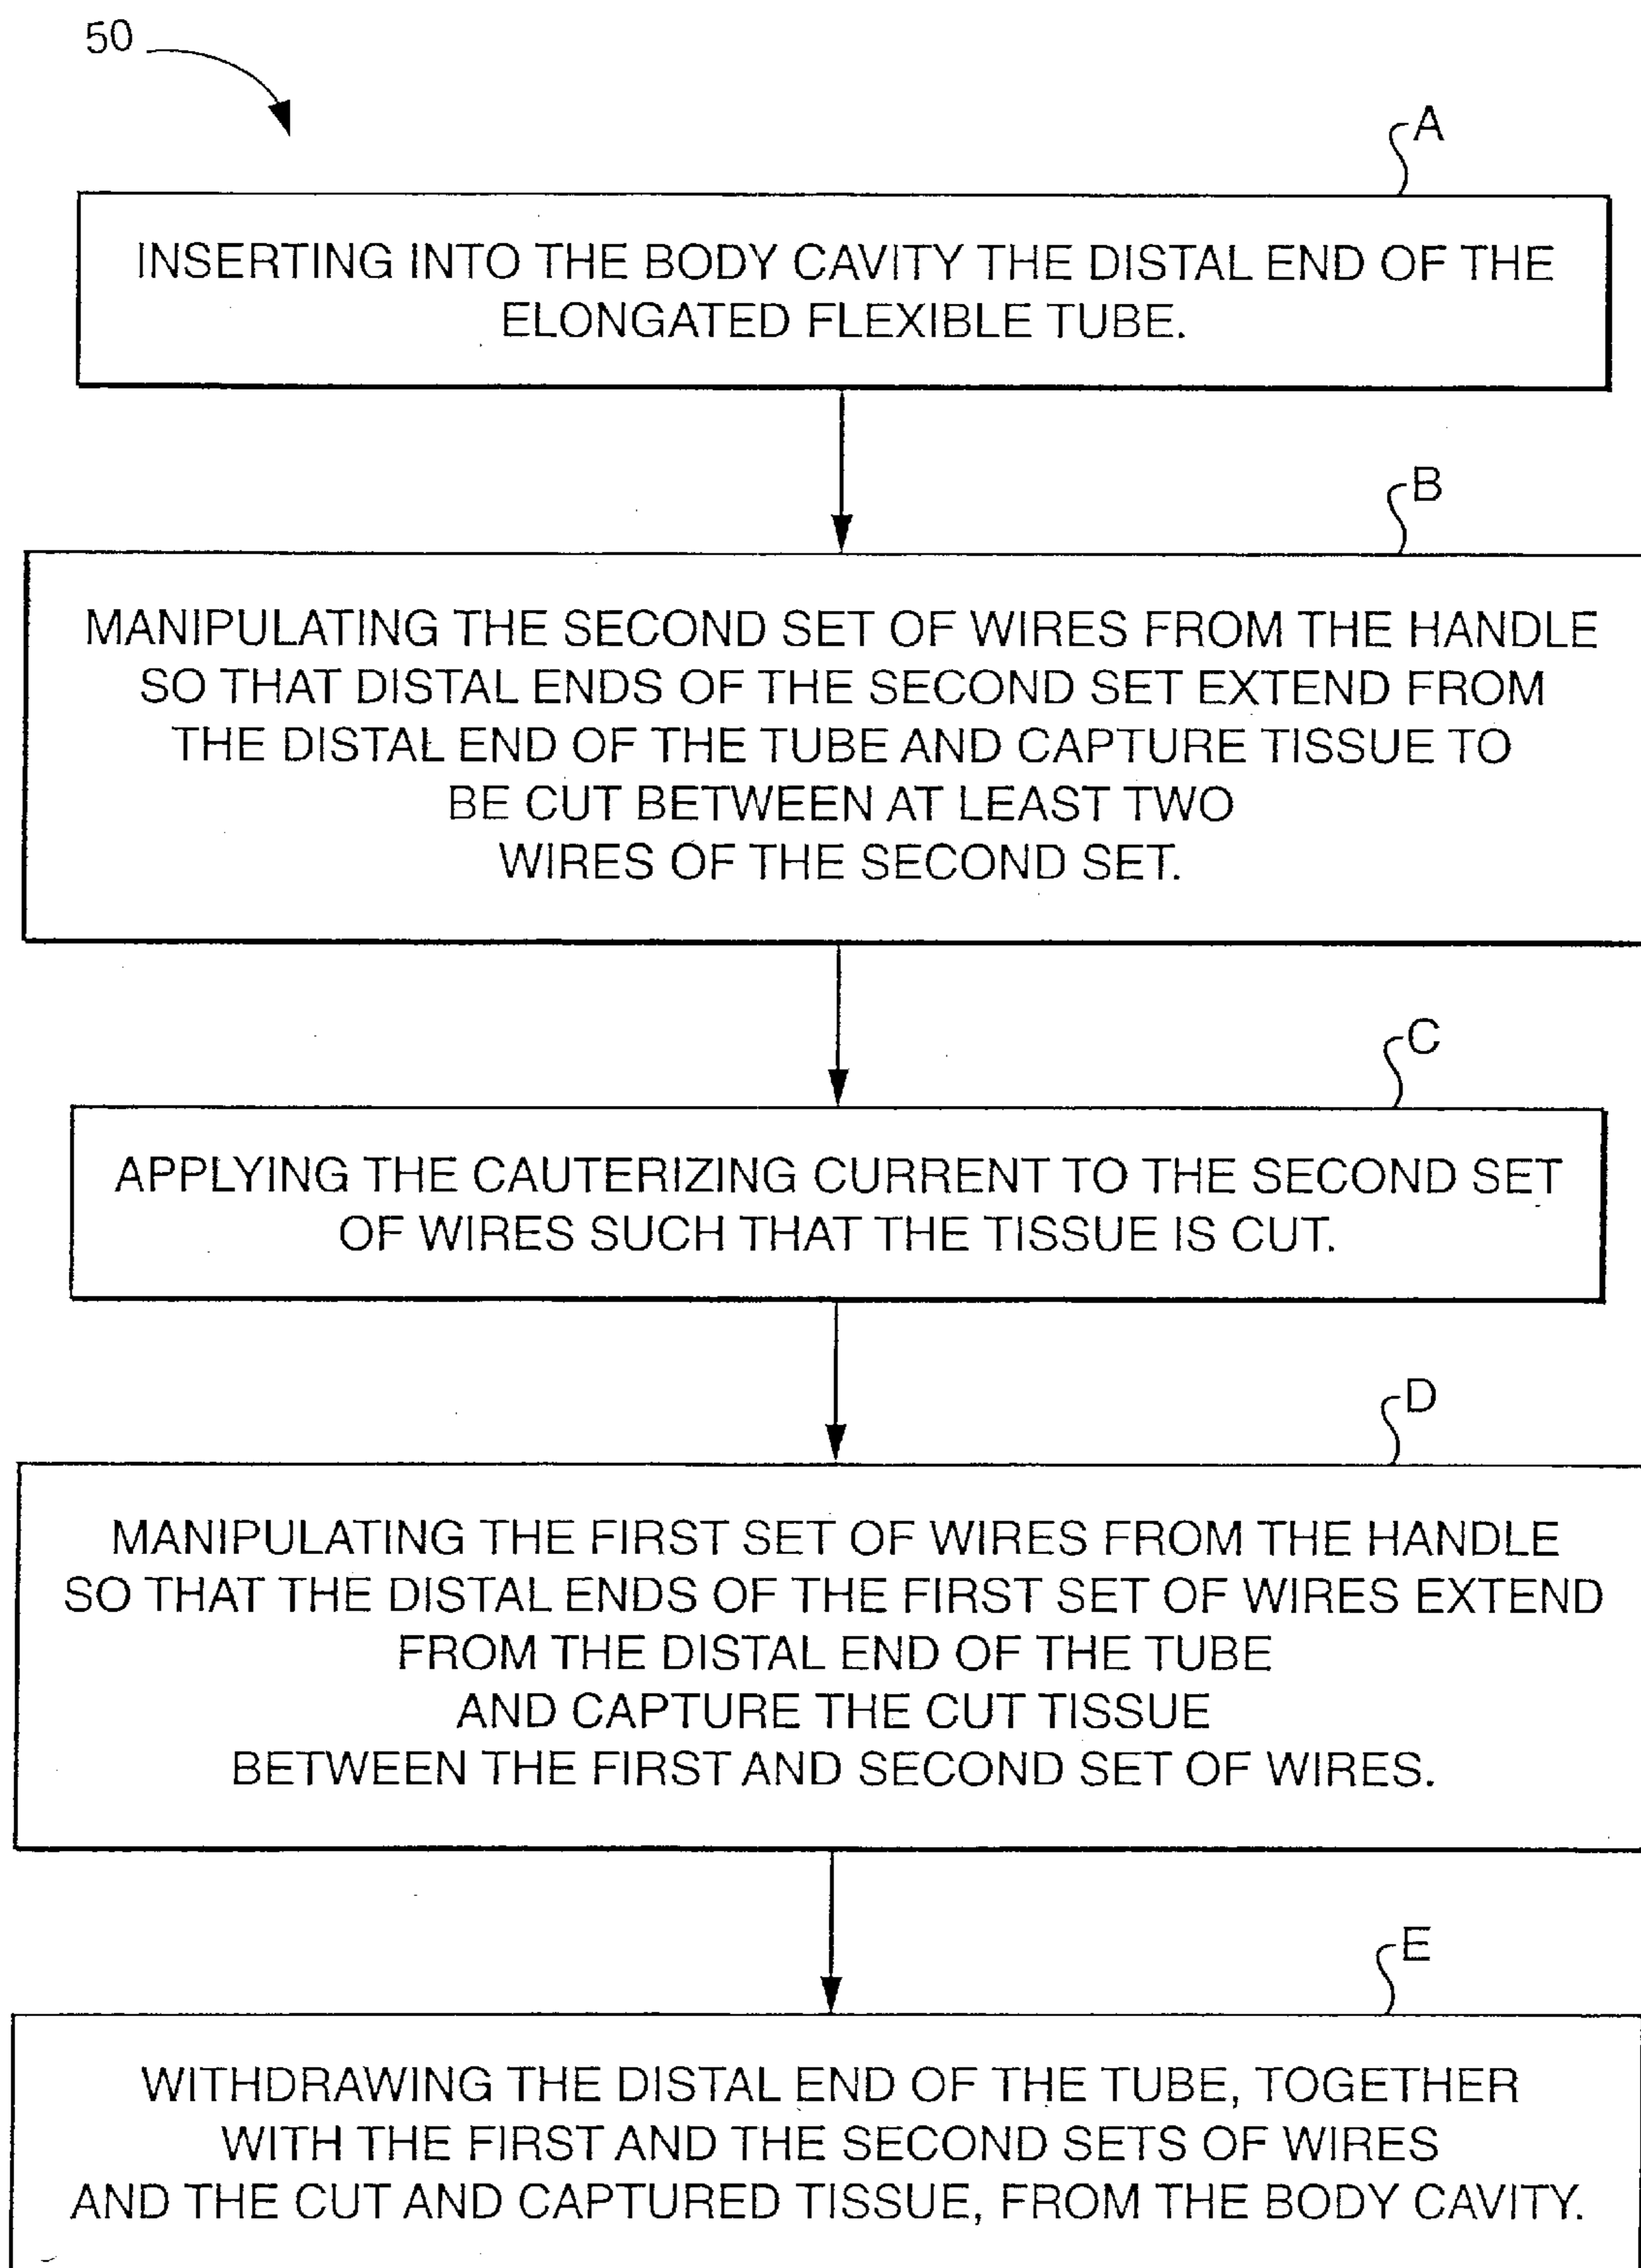 50
A
INSERTING INTO THE BODY CAVITY THE DISTAL END OF THE
ELONGATED FLEXIBLE TUBE.
B
MANIPULATING THE SECOND SET OF WIRES FROM THE HANDLE
SO THAT DISTAL ENDS OF THE SECOND SET EXTEND FROM
THE DISTAL END OF THE TUBE AND CAPTURE TISSUE TO
BE CUT BETWEEN AT LEAST TWO
WIRES OF THE SECOND SET.
C
APPLYING THE CAUTERIZING CURRENT TO THE SECOND SET
OF WIRES SUCH THAT THE TISSUE IS CUT.
D
MANIPULATING THE FIRST SET OF WIRES FROM THE HANDLE
SO THAT THE DISTAL ENDS OF THE FIRST SET OF WIRES EXTEND
FROM THE DISTAL END OF THE TUBE
AND CAPTURE THE CUT TISSUE
BETWEEN THE FIRST AND SECOND SET OF WIRES.
E
WITHDRAWING THE DISTAL END OF THE TUBE, TOGETHER
WITH THE FIRST AND THE SECOND SETS OF WIRES
AND THE CUT AND CAPTURED TISSUE, FROM THE BODY CAVITY.